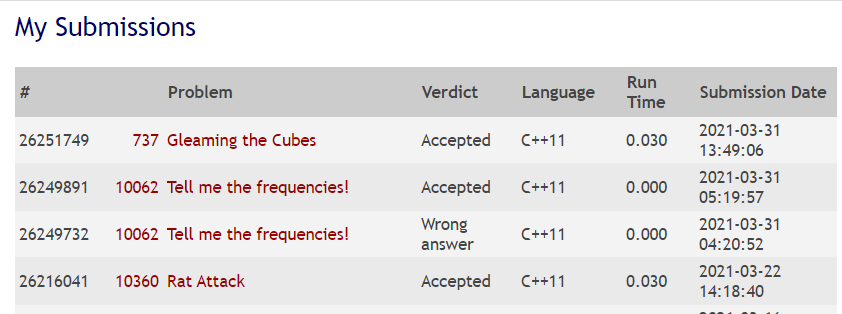 My Submissions
# Problem Verdict Language Run Time Submission Date
26251749 737 Gleaming the Cubes Accepted C++11 0.030 2021-03-31 13:49:06
26249891 10062 Tell me the frequencies! Accepted C++11 0.000 2021-03-31 05:19:57
26249732 10062 Tell me the frequencies! Wrong answer C++11 0.000 2021-03-31 04:20:52
26216041 10360 Rat Attack Accepted C++11 0.030 2021-03-22 14:18:40